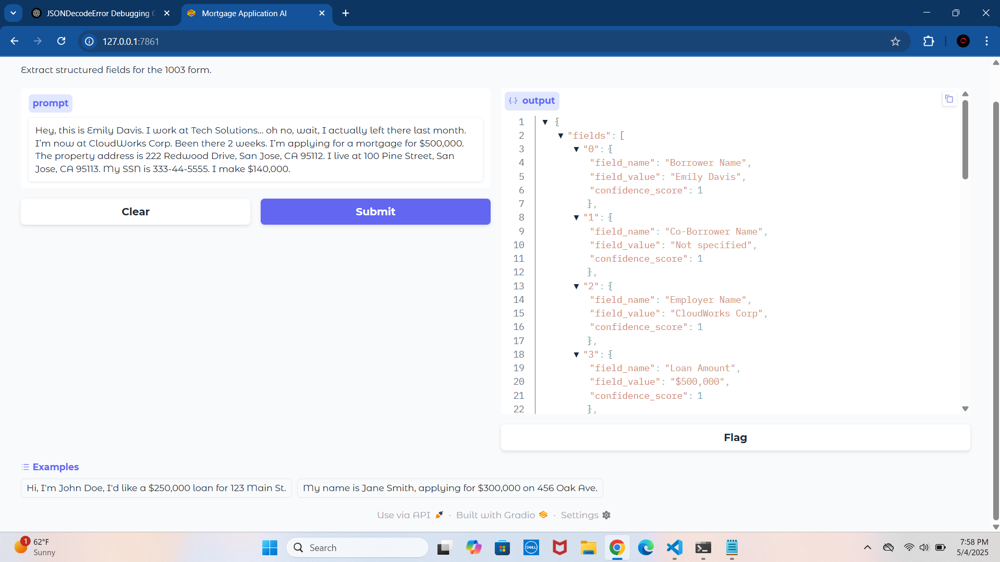 JSONDecodeError Debugging
Mortgage Application AI
127.0.0.1:7861
Extract structured fields for the 1003 form.
prompt
Hey, this is Emily Davis. I work at Tech Solutions... oh no, wait, I actually left there last month.
I'm now at CloudWorks Corp. Been there 2 weeks. I'm applying for a mortgage for $500,000.
The property address is 222 Redwood Drive, San Jose, CA 95112. I live at 100 Pine Street, San
Jose, CA 95113. My SSN is 333-44-5555. I make $140,000.
Clear
Submit
{..} output
1 {
2 "fields": [
3 "0": {
4 "field_name": "Borrower Name",
5 "field_value": "Emily Davis",
6 "confidence_score": 1
7 },
8 "1": {
9 "field_name": "Co-Borrower Name",
10 "field_value": "Not specified",
11 "confidence_score": 1
12 },
13 "2": {
14 "field_name": "Employer Name",
15 "field_value": "CloudWorks Corp",
16 "confidence_score": 1
17 },
18 "3": {
19 "field_name": "Loan Amount",
20 "field_value": "$500,000",
21 "confidence_score": 1
22 },
Flag
Examples
Hi, I'm John Doe, I'd like a $250,000 loan for 123 Main St.
My name is Jane Smith, applying for $300,000 on 456 Oak Ave.
Use via API · Built with Gradio · Settings
1
62°F
Sunny
Search
DELL
7:58 PM
5/4/2025